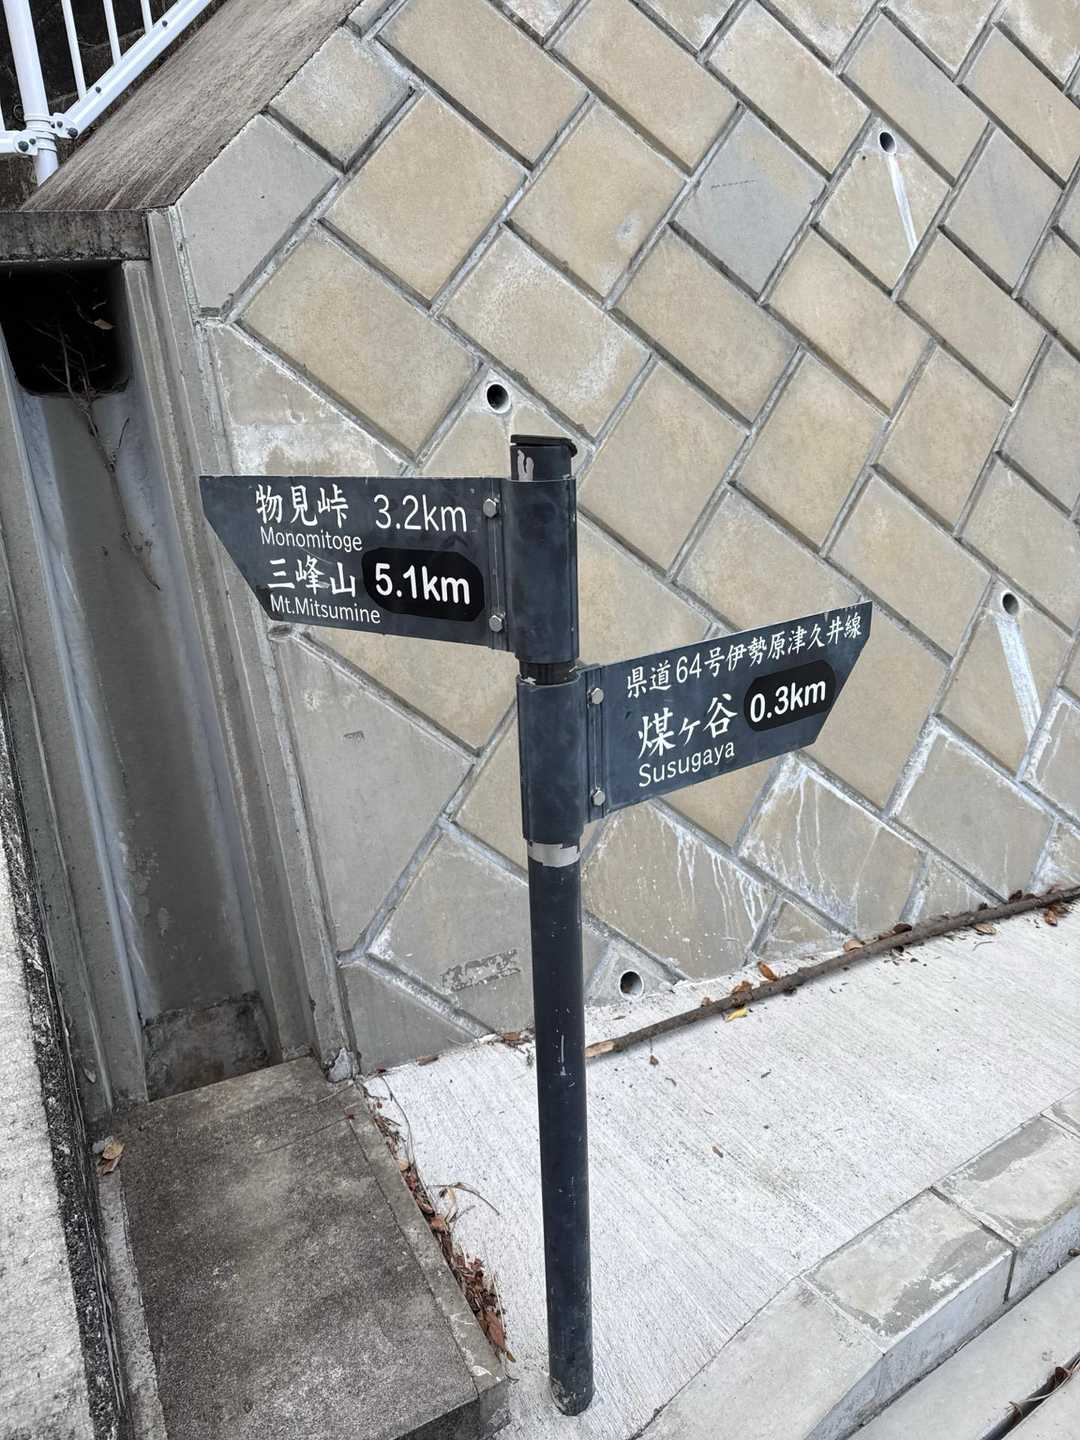 物見峠 3.2km
Monomitoge
三峰山 5.1km
Mt.Mitsumine
県道64号伊勢原津久井線
煤ヶ谷 0.3km
Susugaya